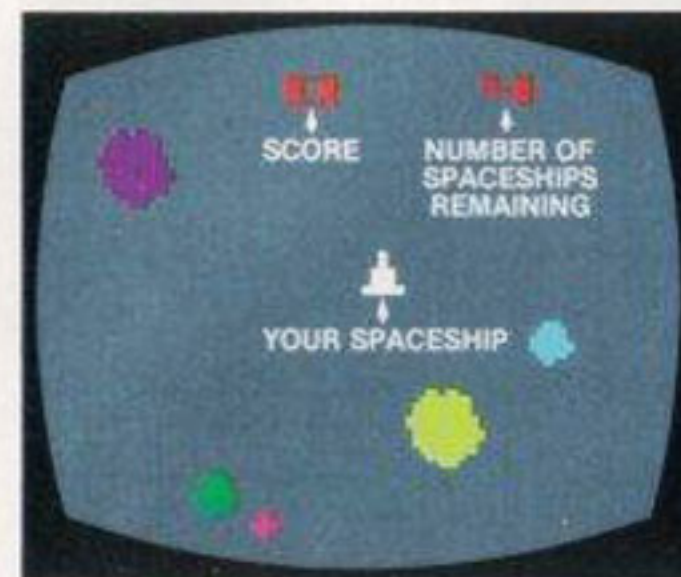 SCORE
NUMBER OF
SPACESHIPS
REMAINING
YOUR SPACESHIP